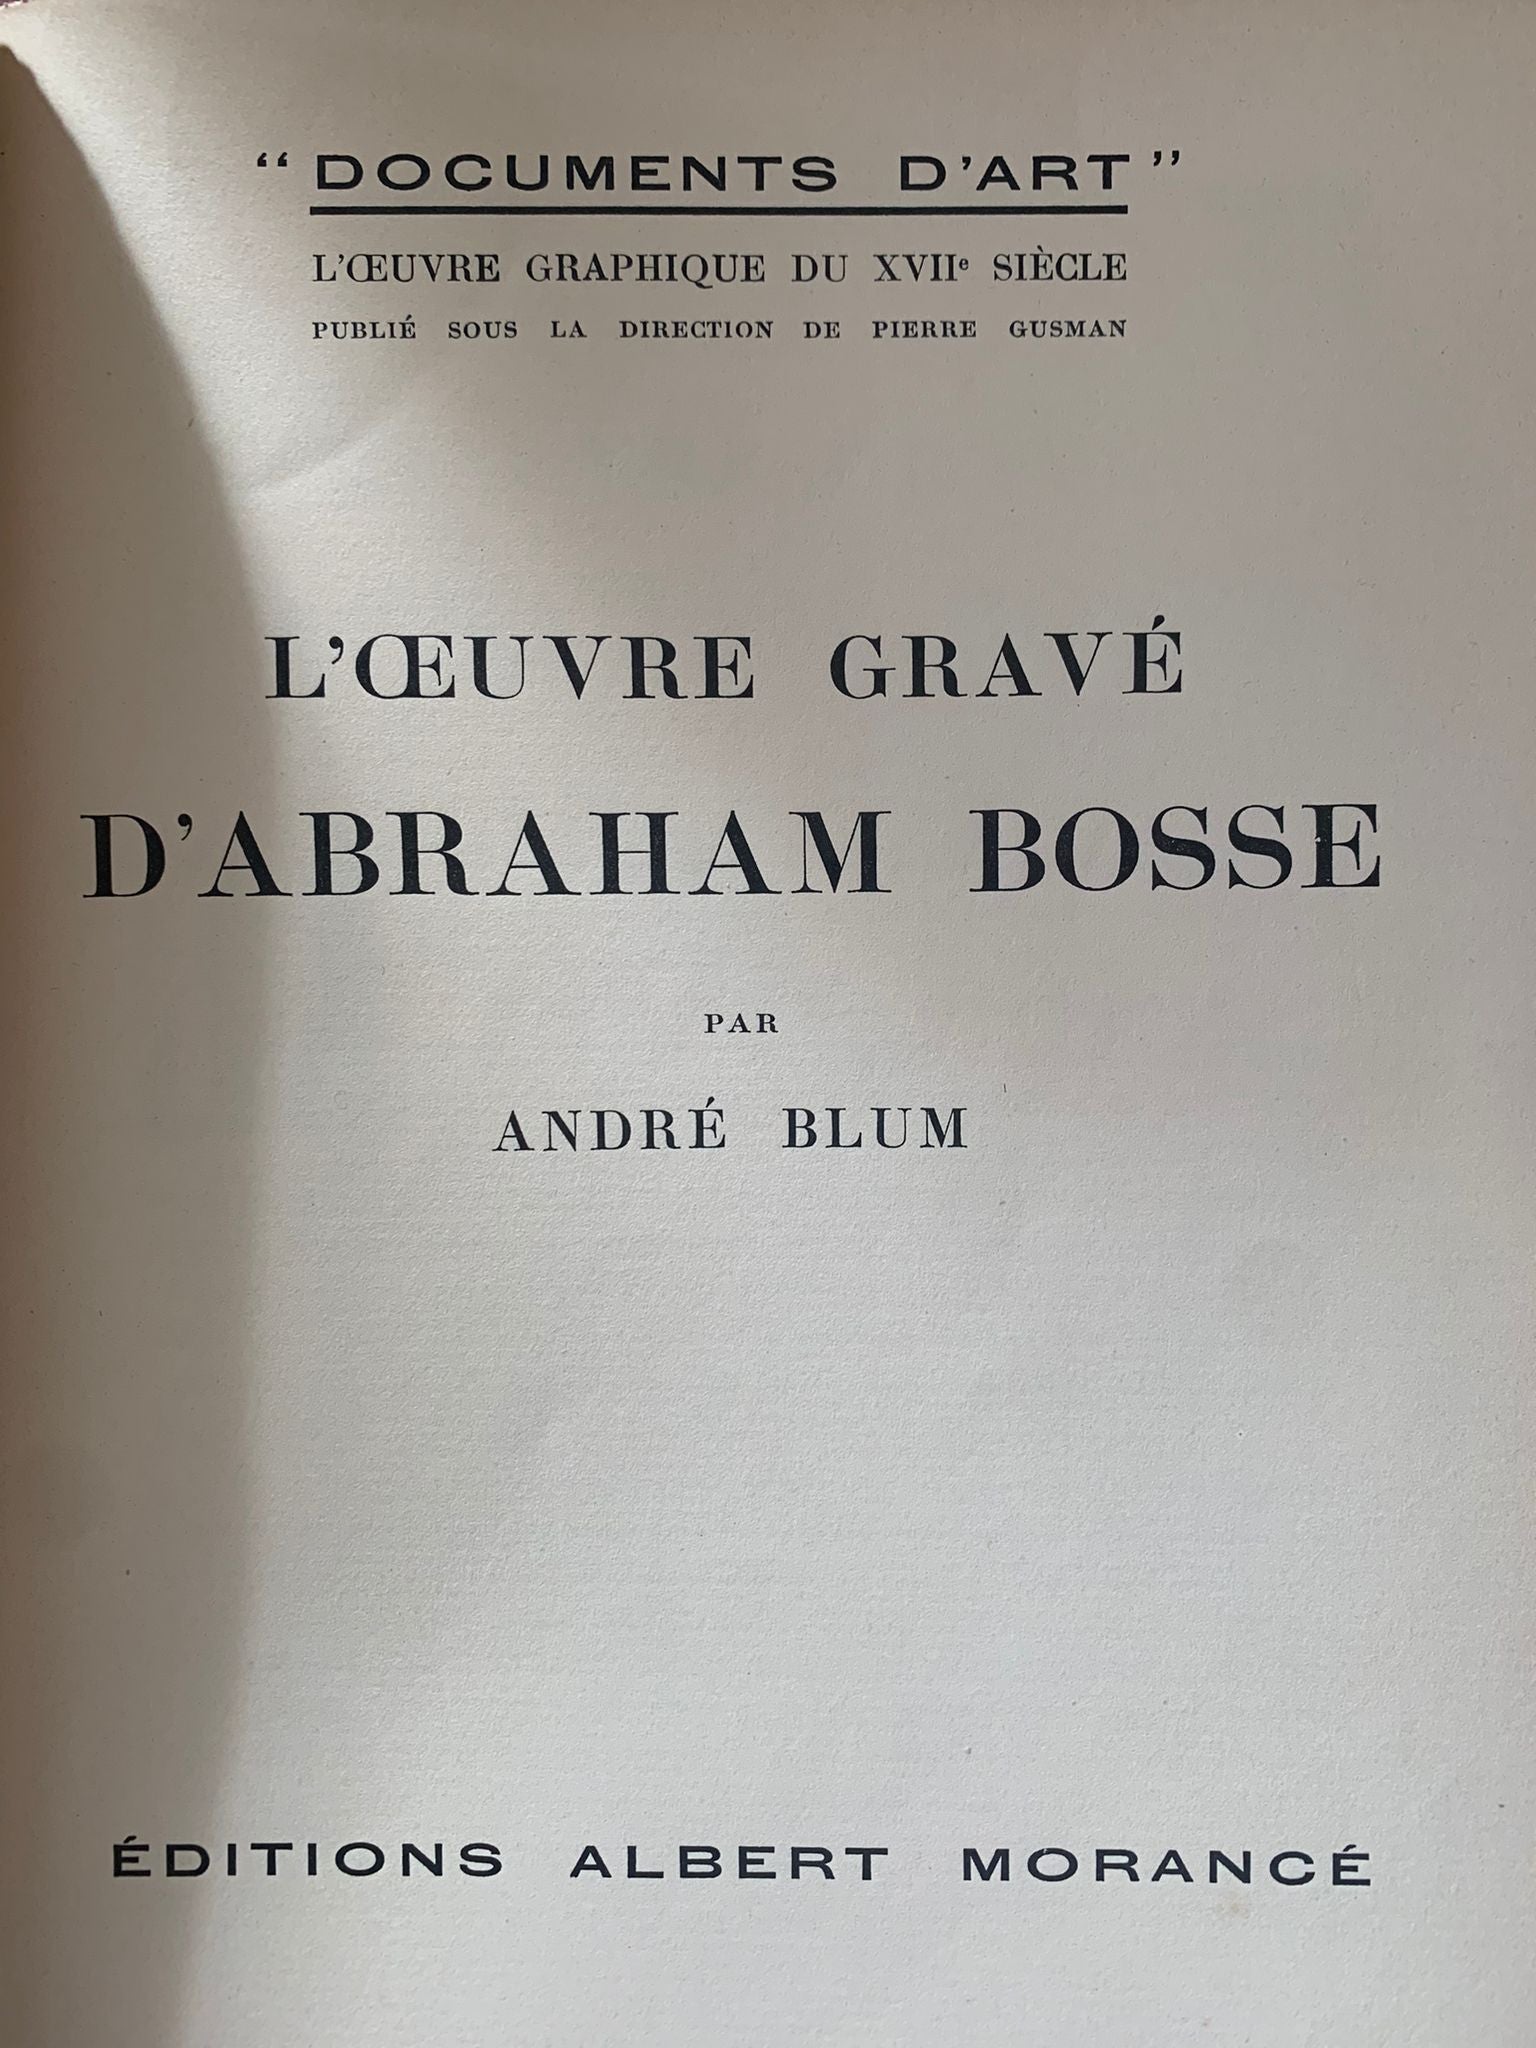 “ DOCUMENTS D’ART ”
L’ŒUVRE GRAPHIQUE DU XVIIe SIÈCLE
PUBLIÉ SOUS LA DIRECTION DE PIERRE GUSMAN
L’ŒUVRE GRAVÉ
D’ABRAHAM BOSSE
PAR
ANDRÉ BLUM
ÉDITIONS ALBERT MORANCÉ